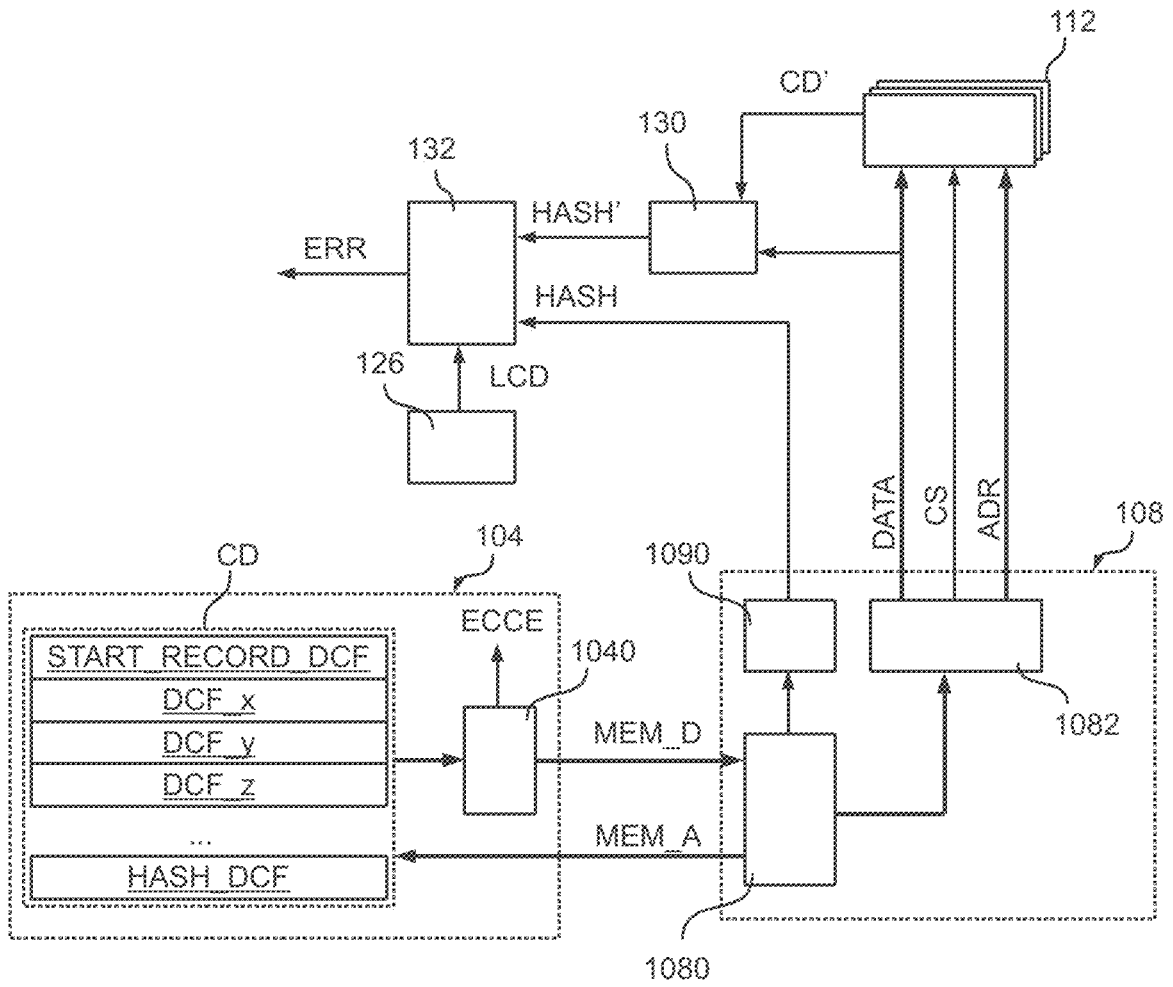 112
CD'
130
132
HASH'
ERR
HASH
126
LCD
DATA
CS
ADR
108
104
CD
1090
ECCE
START_RECORD_DCF
1040
DCF_x
1082
MEM_D
DCF_y
DCF_z
MEM_A
...
HASH_DCF
1080